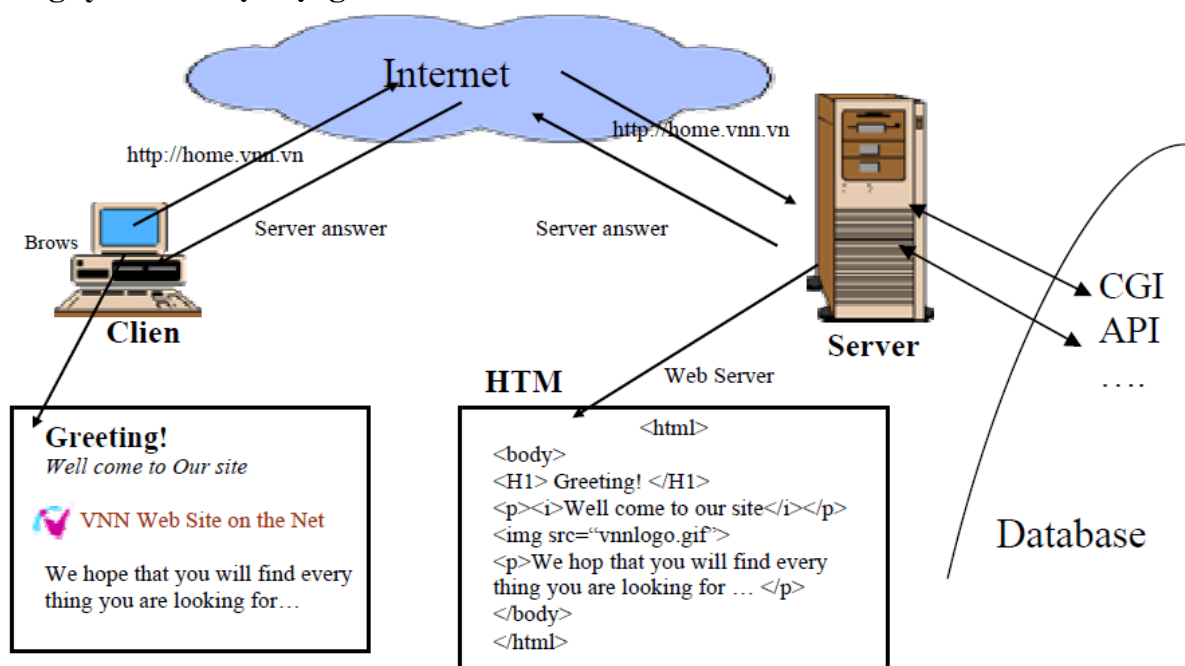 Internet
http://home.vnn.vn
http://home.vnn.vn
Brows
Server answer
Server answer
Clien
Server
CGI
API
….
Database
HTM
Web Server
Greeting!
Well come to Our site
VNN Web Site on the Net
We hope that you will find every
thing you are looking for…
<html>
<body>
<H1> Greeting! </H1>
<p><i>Well come to our site</i></p>
<img src=“vnnlogo.gif”>
<p>We hop that you will find every
thing you are looking for … </p>
</body>
</html>